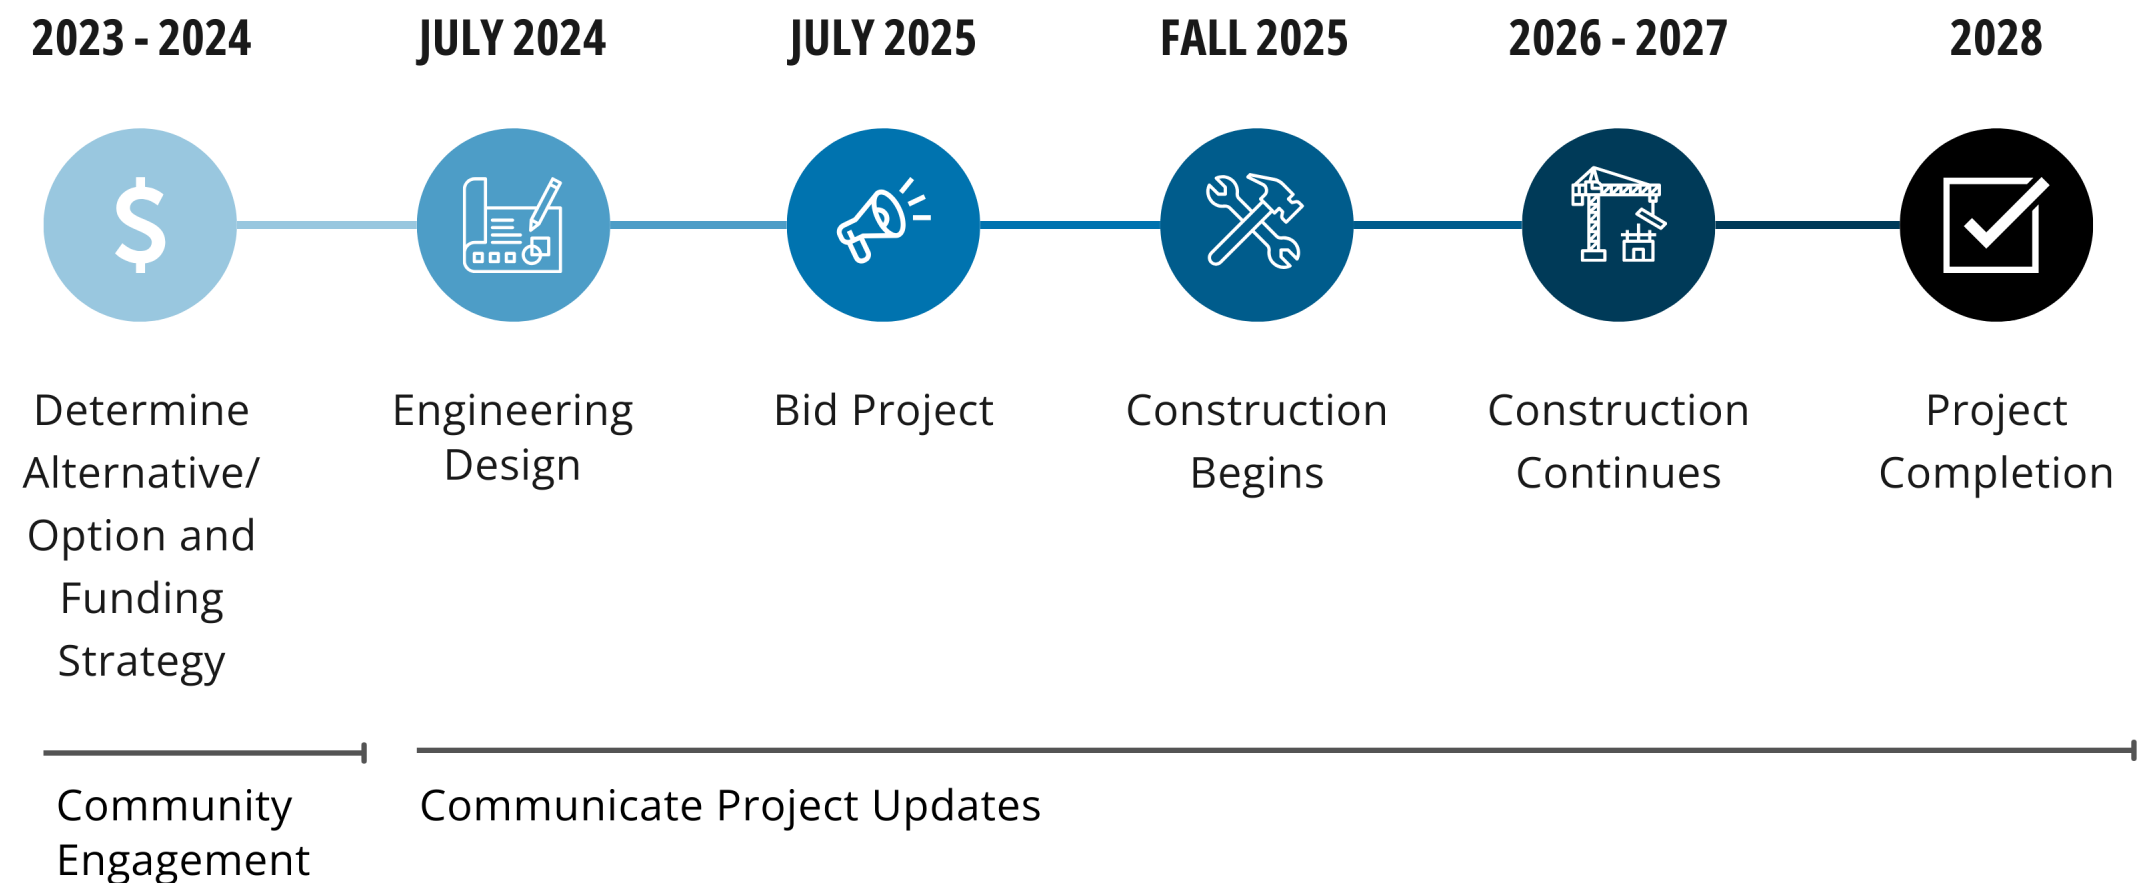 2023 - 2024
JULY 2024
JULY 2025
FALL 2025
2026 - 2027
2028
$
Determine
Alternative/
Option and
Funding
Strategy
Engineering
Design
Bid Project
Construction
Begins
Construction
Continues
Project
Completion
Community
Engagement
Communicate Project Updates